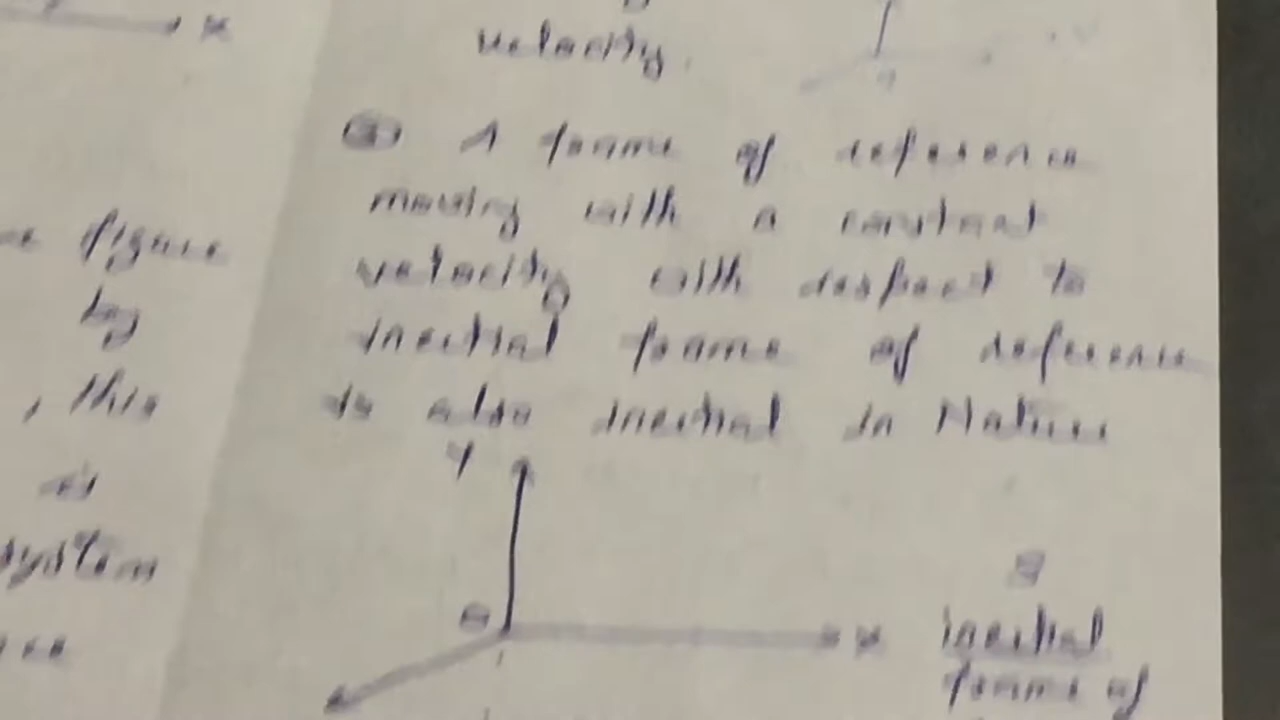 x
velocity.
A frame of reference
moving with a constant
velocity with respect to
inertial frame of reference
is also inertial in Nature
figure
by
, this
is
system
Y
O
x
S
inertial
frame of